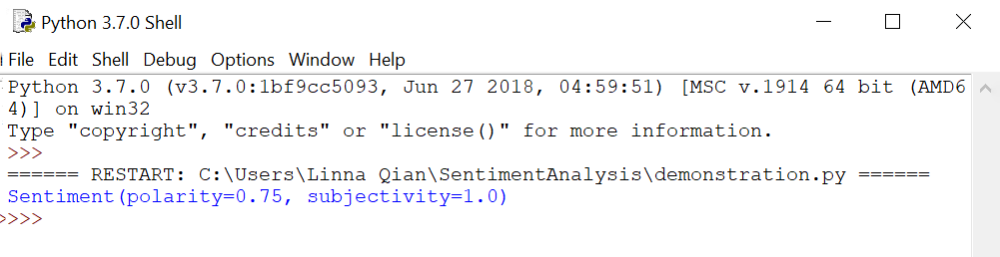 Python 3.7.0 Shell
File Edit Shell Debug Options Window Help
Python 3.7.0 (v3.7.0:1bf9cc5093, Jun 27 2018, 04:59:51) [MSC v.1914 64 bit (AMD6
4)] on win32
Type "copyright", "credits" or "license()" for more information.
>>>
====== RESTART: C:\Users\Linna Qian\SentimentAnalysis\demonstration.py ======
Sentiment(polarity=0.75, subjectivity=1.0)
>>>>